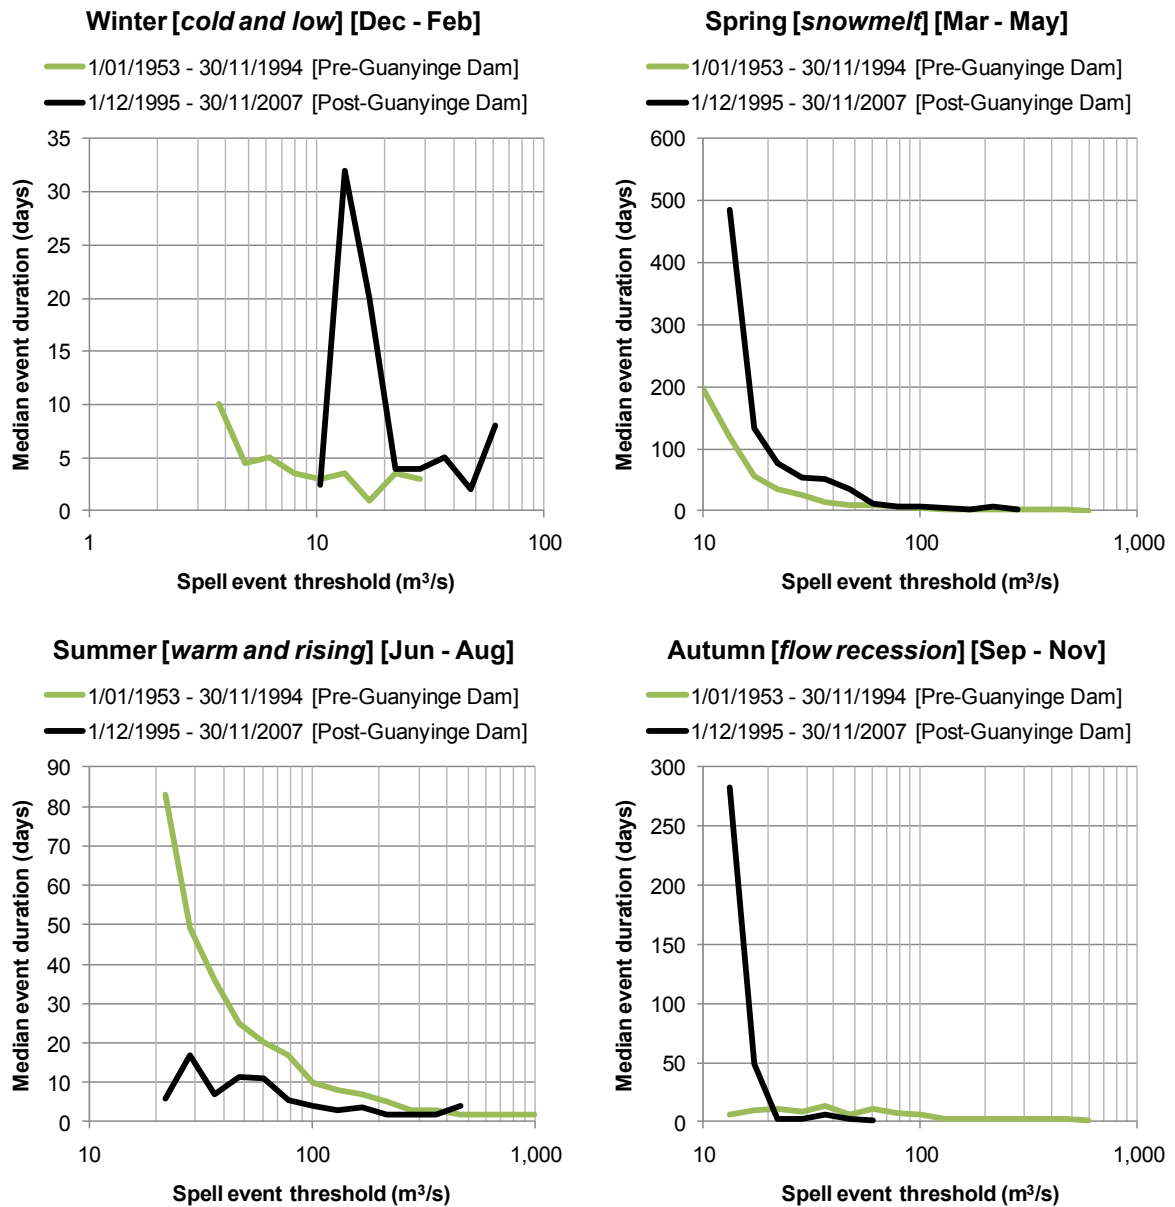 Winter [cold and low] [Dec - Feb]
1/01/1953 - 30/11/1994 [Pre-Guanyinge Dam]
1/12/1995 - 30/11/2007 [Post-Guanyinge Dam]
Median event duration (days)
35
30
25
20
15
10
5
0
1
10
100
Spell event threshold (m³/s)
Spring [snowmelt] [Mar - May]
1/01/1953 - 30/11/1994 [Pre-Guanyinge Dam]
1/12/1995 - 30/11/2007 [Post-Guanyinge Dam]
Median event duration (days)
600
500
400
300
200
100
0
10
100
1,000
Spell event threshold (m³/s)
Summer [warm and rising] [Jun - Aug]
1/01/1953 - 30/11/1994 [Pre-Guanyinge Dam]
1/12/1995 - 30/11/2007 [Post-Guanyinge Dam]
Median event duration (days)
90
80
70
60
50
40
30
20
10
0
10
100
1,000
Spell event threshold (m³/s)
Autumn [flow recession] [Sep - Nov]
1/01/1953 - 30/11/1994 [Pre-Guanyinge Dam]
1/12/1995 - 30/11/2007 [Post-Guanyinge Dam]
Median event duration (days)
300
250
200
150
100
50
0
10
100
1,000
Spell event threshold (m³/s)